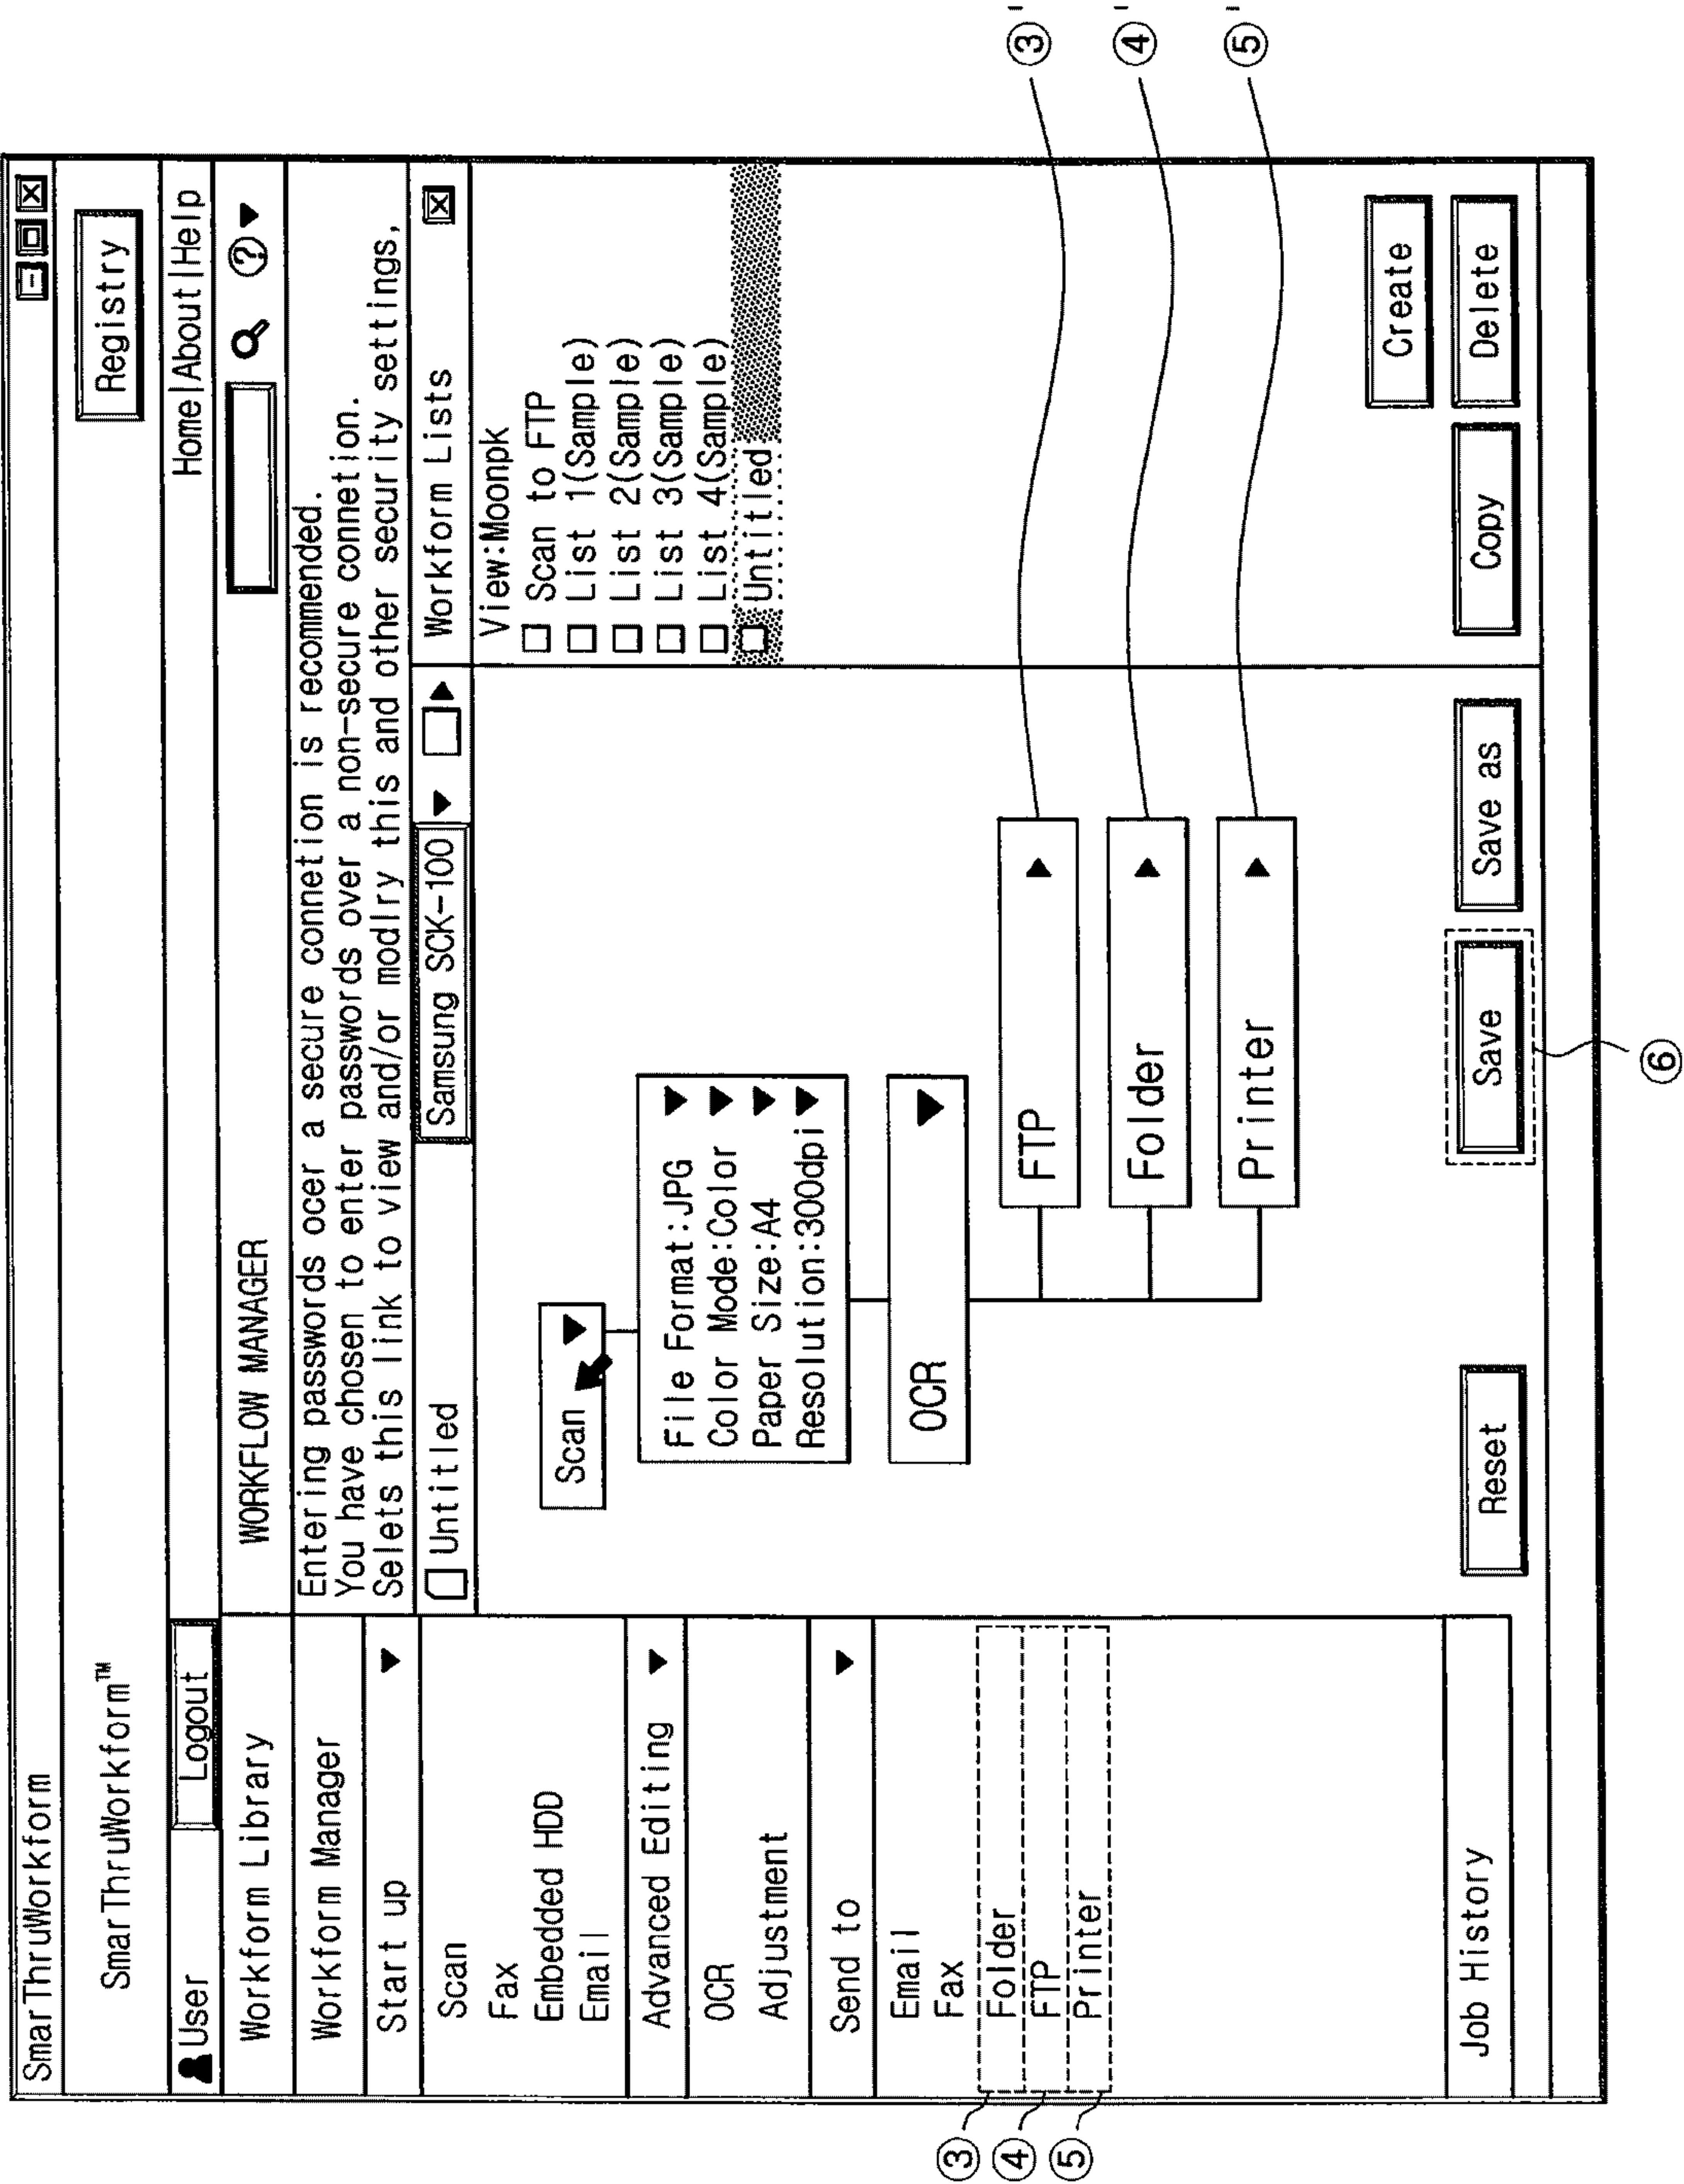 SmarThruWorkform
SmarThruWorkform™
Registry
User
Logout
Home|About|Help
Workform Library
WORKFLOW MANAGER
Workform Manager
Entering passwords ocer a secure connetion is recommended.
You have chosen to enter passwords over a non-secure connetion.
Selets this link to view and/or modlry this and other security settings,
Start up
Untitled
Samsung SCK-100
Workform Lists
Scan
Fax
Embedded HDD
Email
Advanced Editing
OCR
Adjustment
Send to
Email
Fax
③ Folder
④ FTP
⑤ Printer
Job History
Scan
File Format:JPG
Color Mode:Color
Paper Size:A4
Resolution:300dpi
OCR
FTP ③
Folder ④
Printer ⑤
View:Moonpk
Scan to FTP
List 1(Sample)
List 2(Sample)
List 3(Sample)
List 4(Sample)
Untitled
Create
Reset
Save
Save as
Copy
Delete
⑥